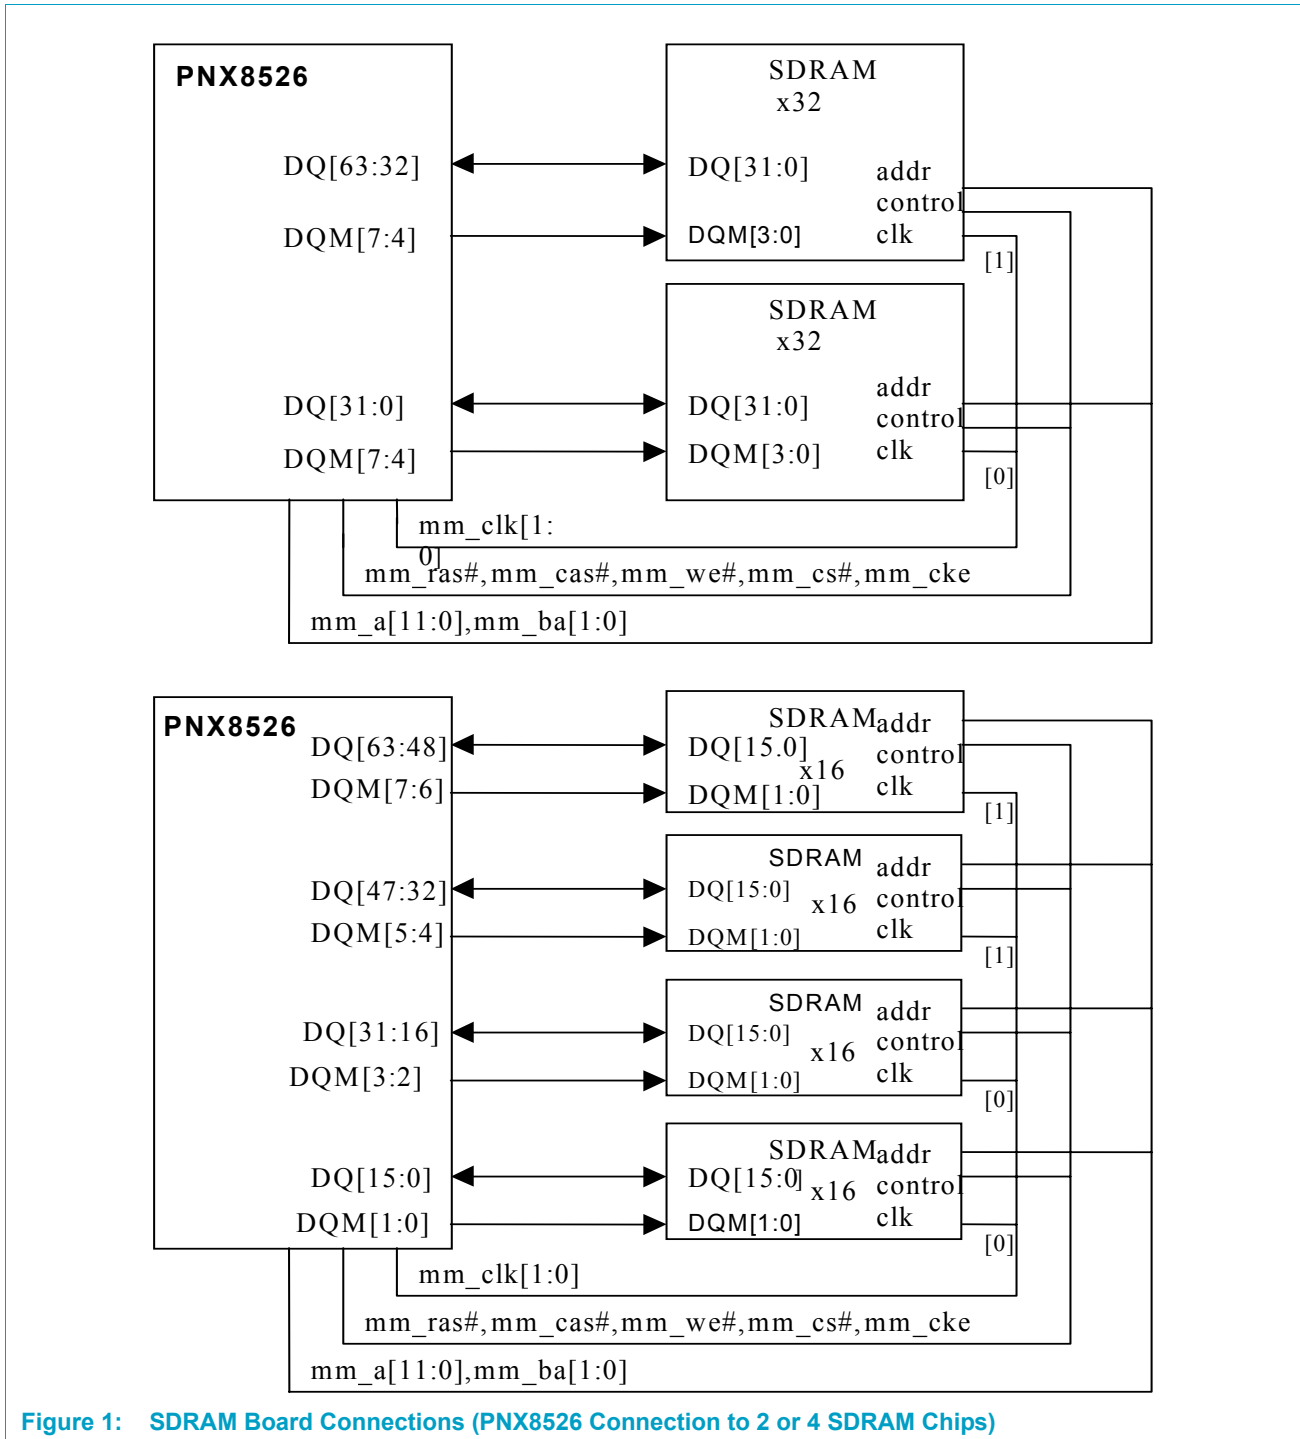 PNX8526
SDRAM
x32
DQ[63:32]
DQ[31:0]
addr
control
DQM[7:4]
DQM[3:0]
clk
[1]
SDRAM
x32
DQ[31:0]
DQ[31:0]
addr
control
DQM[7:4]
DQM[3:0]
clk
[0]
mm_clk[1:
0]
mm_ras#,mm_cas#,mm_we#,mm_cs#,mm_cke
mm_a[11:0],mm_ba[1:0]
PNX8526
SDRAM
addr
DQ[63:48]
DQ[15.0]
x16
control
DQM[7:6]
DQM[1:0]
clk
[1]
SDRAM
addr
DQ[47:32]
DQ[15:0]
x16
control
DQM[5:4]
DQM[1:0]
clk
[1]
SDRAM
addr
DQ[31:16]
DQ[15:0]
x16
control
DQM[3:2]
DQM[1:0]
clk
[0]
SDRAM
addr
DQ[15:0]
DQ[15:0]
x16
control
DQM[1:0]
DQM[1:0]
clk
[0]
mm_clk[1:0]
mm_ras#,mm_cas#,mm_we#,mm_cs#,mm_cke
mm_a[11:0],mm_ba[1:0]
Figure 1: SDRAM Board Connections (PNX8526 Connection to 2 or 4 SDRAM Chips)